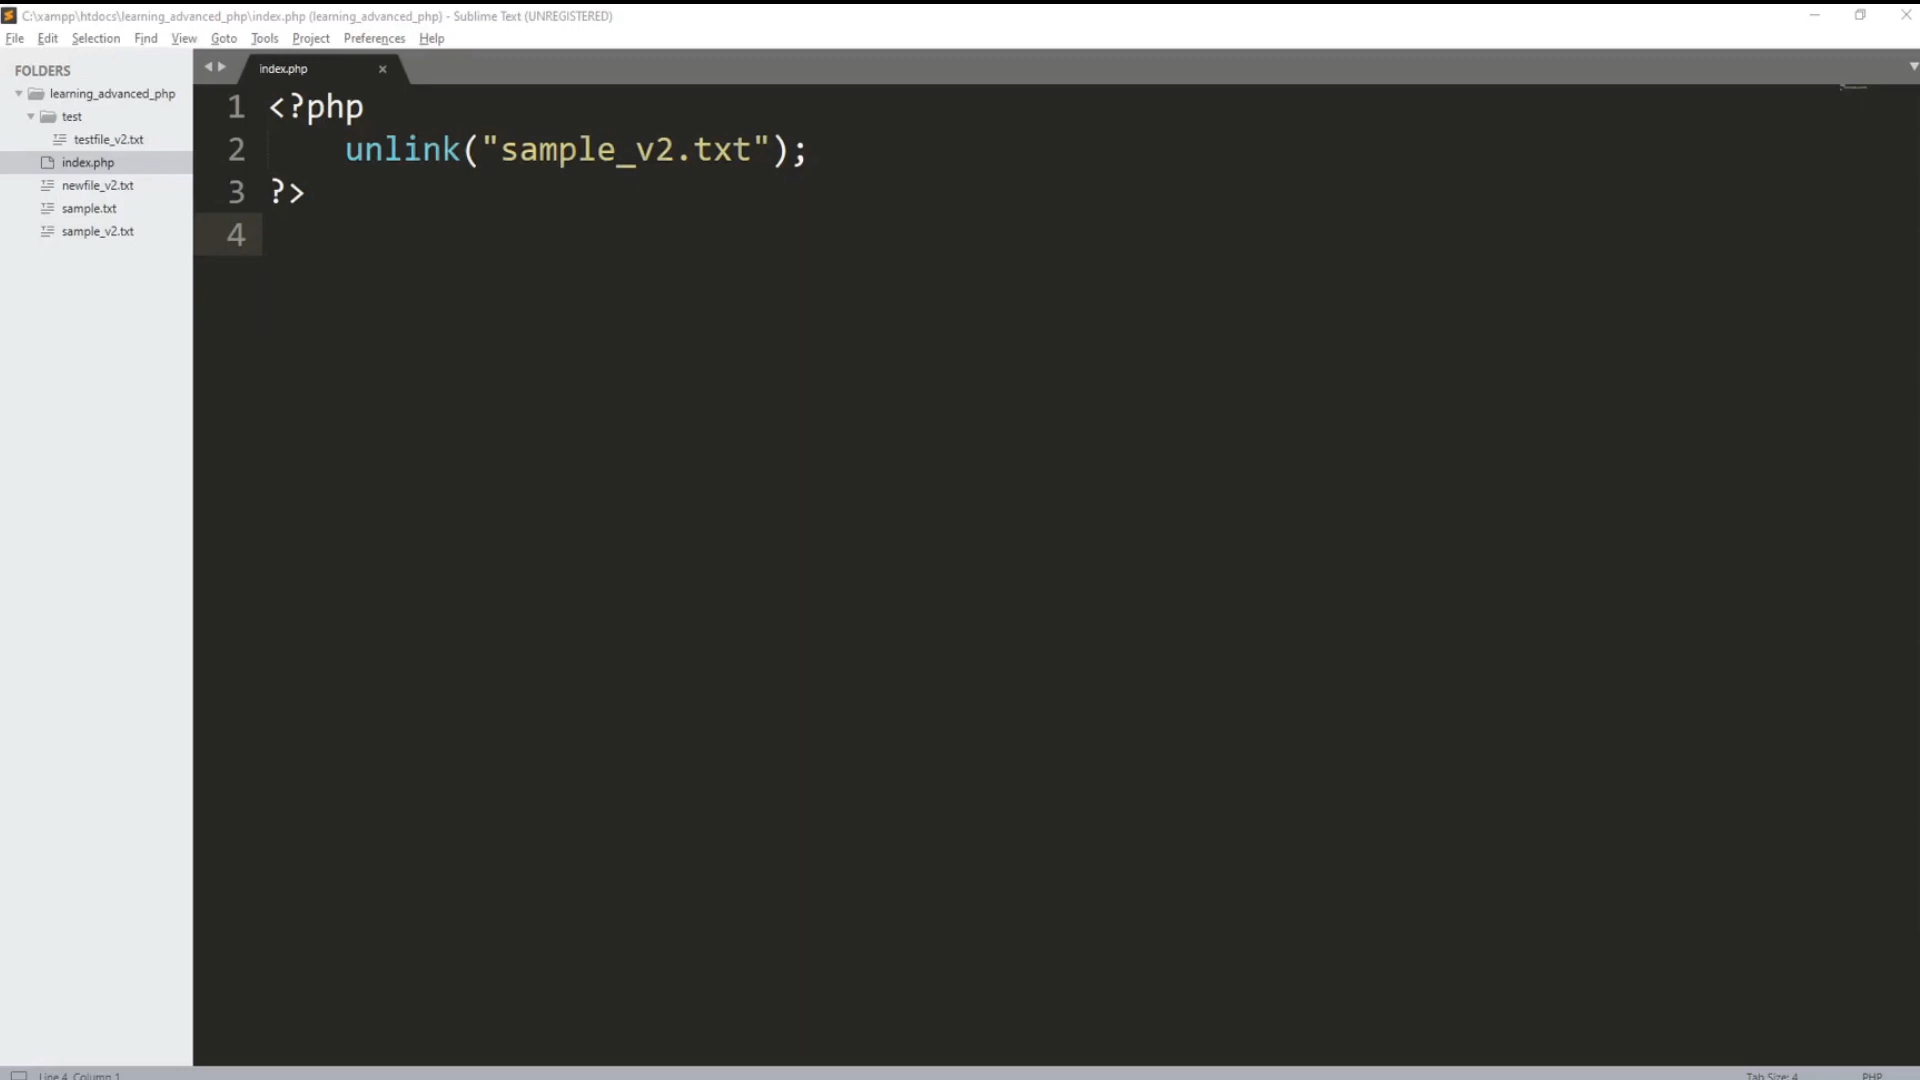 C:\xampp\htdocs\learning_advanced_php\index.php (learning_advanced_php) - Sublime Text (UNREGISTERED)
File Edit Selection Find View Goto Tools Project Preferences Help
FOLDERS
learning_advanced_php
test
testfile_v2.txt
index.php
newfile_v2.txt
sample.txt
sample_v2.txt
index.php
1 <?php
2 unlink("sample_v2.txt");
3 ?>
4
Line 4, Column 1
Tab Size: 4
PHP